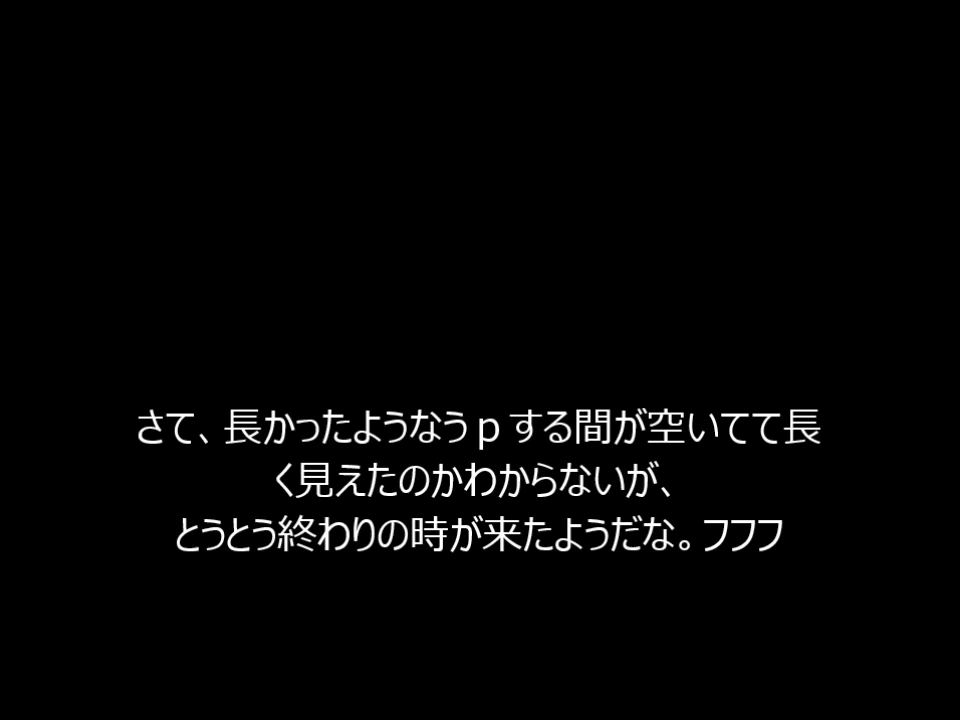 さて、長かったようなうｐする間が空いてて長
く見えたのかわからないが、
とうとう終わりの時が来たようだな。フフフ